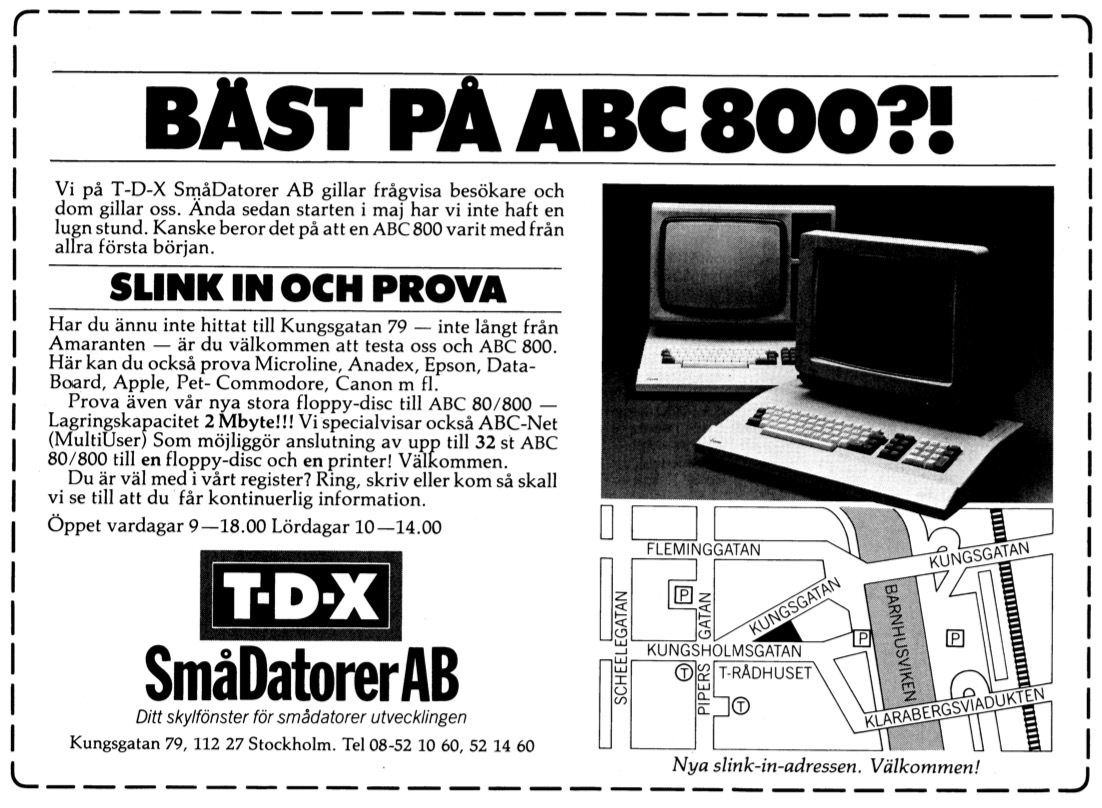 BÄST PÅ ABC 800?!
Vi på T-D-X SmåDatorer AB gillar frågvisa besökare och
dom gillar oss. Ända sedan starten i maj har vi inte haft en
lugn stund. Kanske beror det på att en ABC 800 varit med från
allra första början.
SLINK IN OCH PROVA
Har du ännu inte hittat till Kungsgatan 79 — inte långt från
Amaranten — är du välkommen att testa oss och ABC 800.
Här kan du också prova Microline, Anadex, Epson, Data-
Board, Apple, Pet- Commodore, Canon m fl.
Prova även vår nya stora floppy-disc till ABC 80/800 —
Lagringskapacitet 2 Mbyte!!! Vi specialvisar också ABC-Net
(MultiUser) Som möjliggör anslutning av upp till 32 st ABC
80/800 till en floppy-disc och en printer! Välkommen.
Du är väl med i vårt register? Ring, skriv eller kom så skall
vi se till att du får kontinuerlig information.
Öppet vardagar 9—18.00 Lördagar 10—14.00
T-D-X
SmåDatorer AB
Ditt skylfönster för smådatorer utvecklingen
Kungsgatan 79, 112 27 Stockholm. Tel 08-52 10 60, 52 14 60
FLEMINGGATAN
KUNGSGATAN
P
SCHEELEGATAN
PIPERS GATAN
KUNGSGATAN
BARNHUSVIKEN
P
P
KUNGSHOLMSGATAN
T
T-RÅDHUSET
T
KLARABERGSVIADUKTEN
Nya slink-in-adressen. Välkommen!